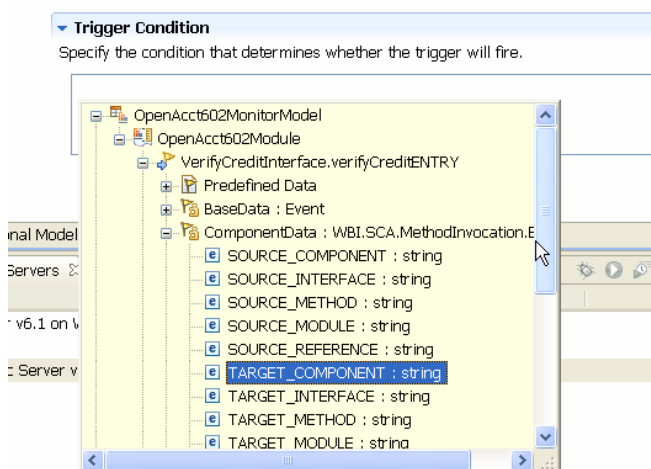 Trigger Condition
Specify the condition that determines whether the trigger will fire.
OpenAcct602MonitorModel
OpenAcct602Module
VerifyCreditInterface.verifyCreditENTRY
Predefined Data
BaseData : Event
ComponentData : WBI.SCA.MethodInvocation.E
SOURCE_COMPONENT : string
SOURCE_INTERFACE : string
SOURCE_METHOD : string
SOURCE_MODULE : string
SOURCE_REFERENCE : string
TARGET_COMPONENT : string
TARGET_INTERFACE : string
TARGET_METHOD : string
TARGET_MODULE : string
nal Model
Servers
v6.1 on
Server v